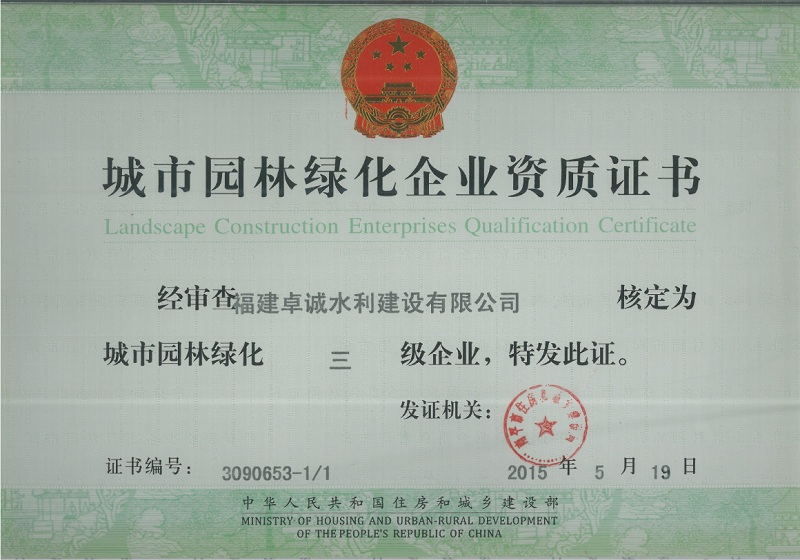 城市园林绿化企业资质证书
Landscape Construction Enterprises Qualification Certificate
经审查福建卓诚水利建设有限公司 核定为
城市园林绿化 三 级企业，特发此证。
发证机关：
证书编号： 3090653-1/1 2015 年 5 月 19 日
中华人民共和国住房和城乡建设部
MINISTRY OF HOUSING AND URBAN-RURAL DEVELOPMENT
OF THE PEOPLE'S REPUBLIC OF CHINA